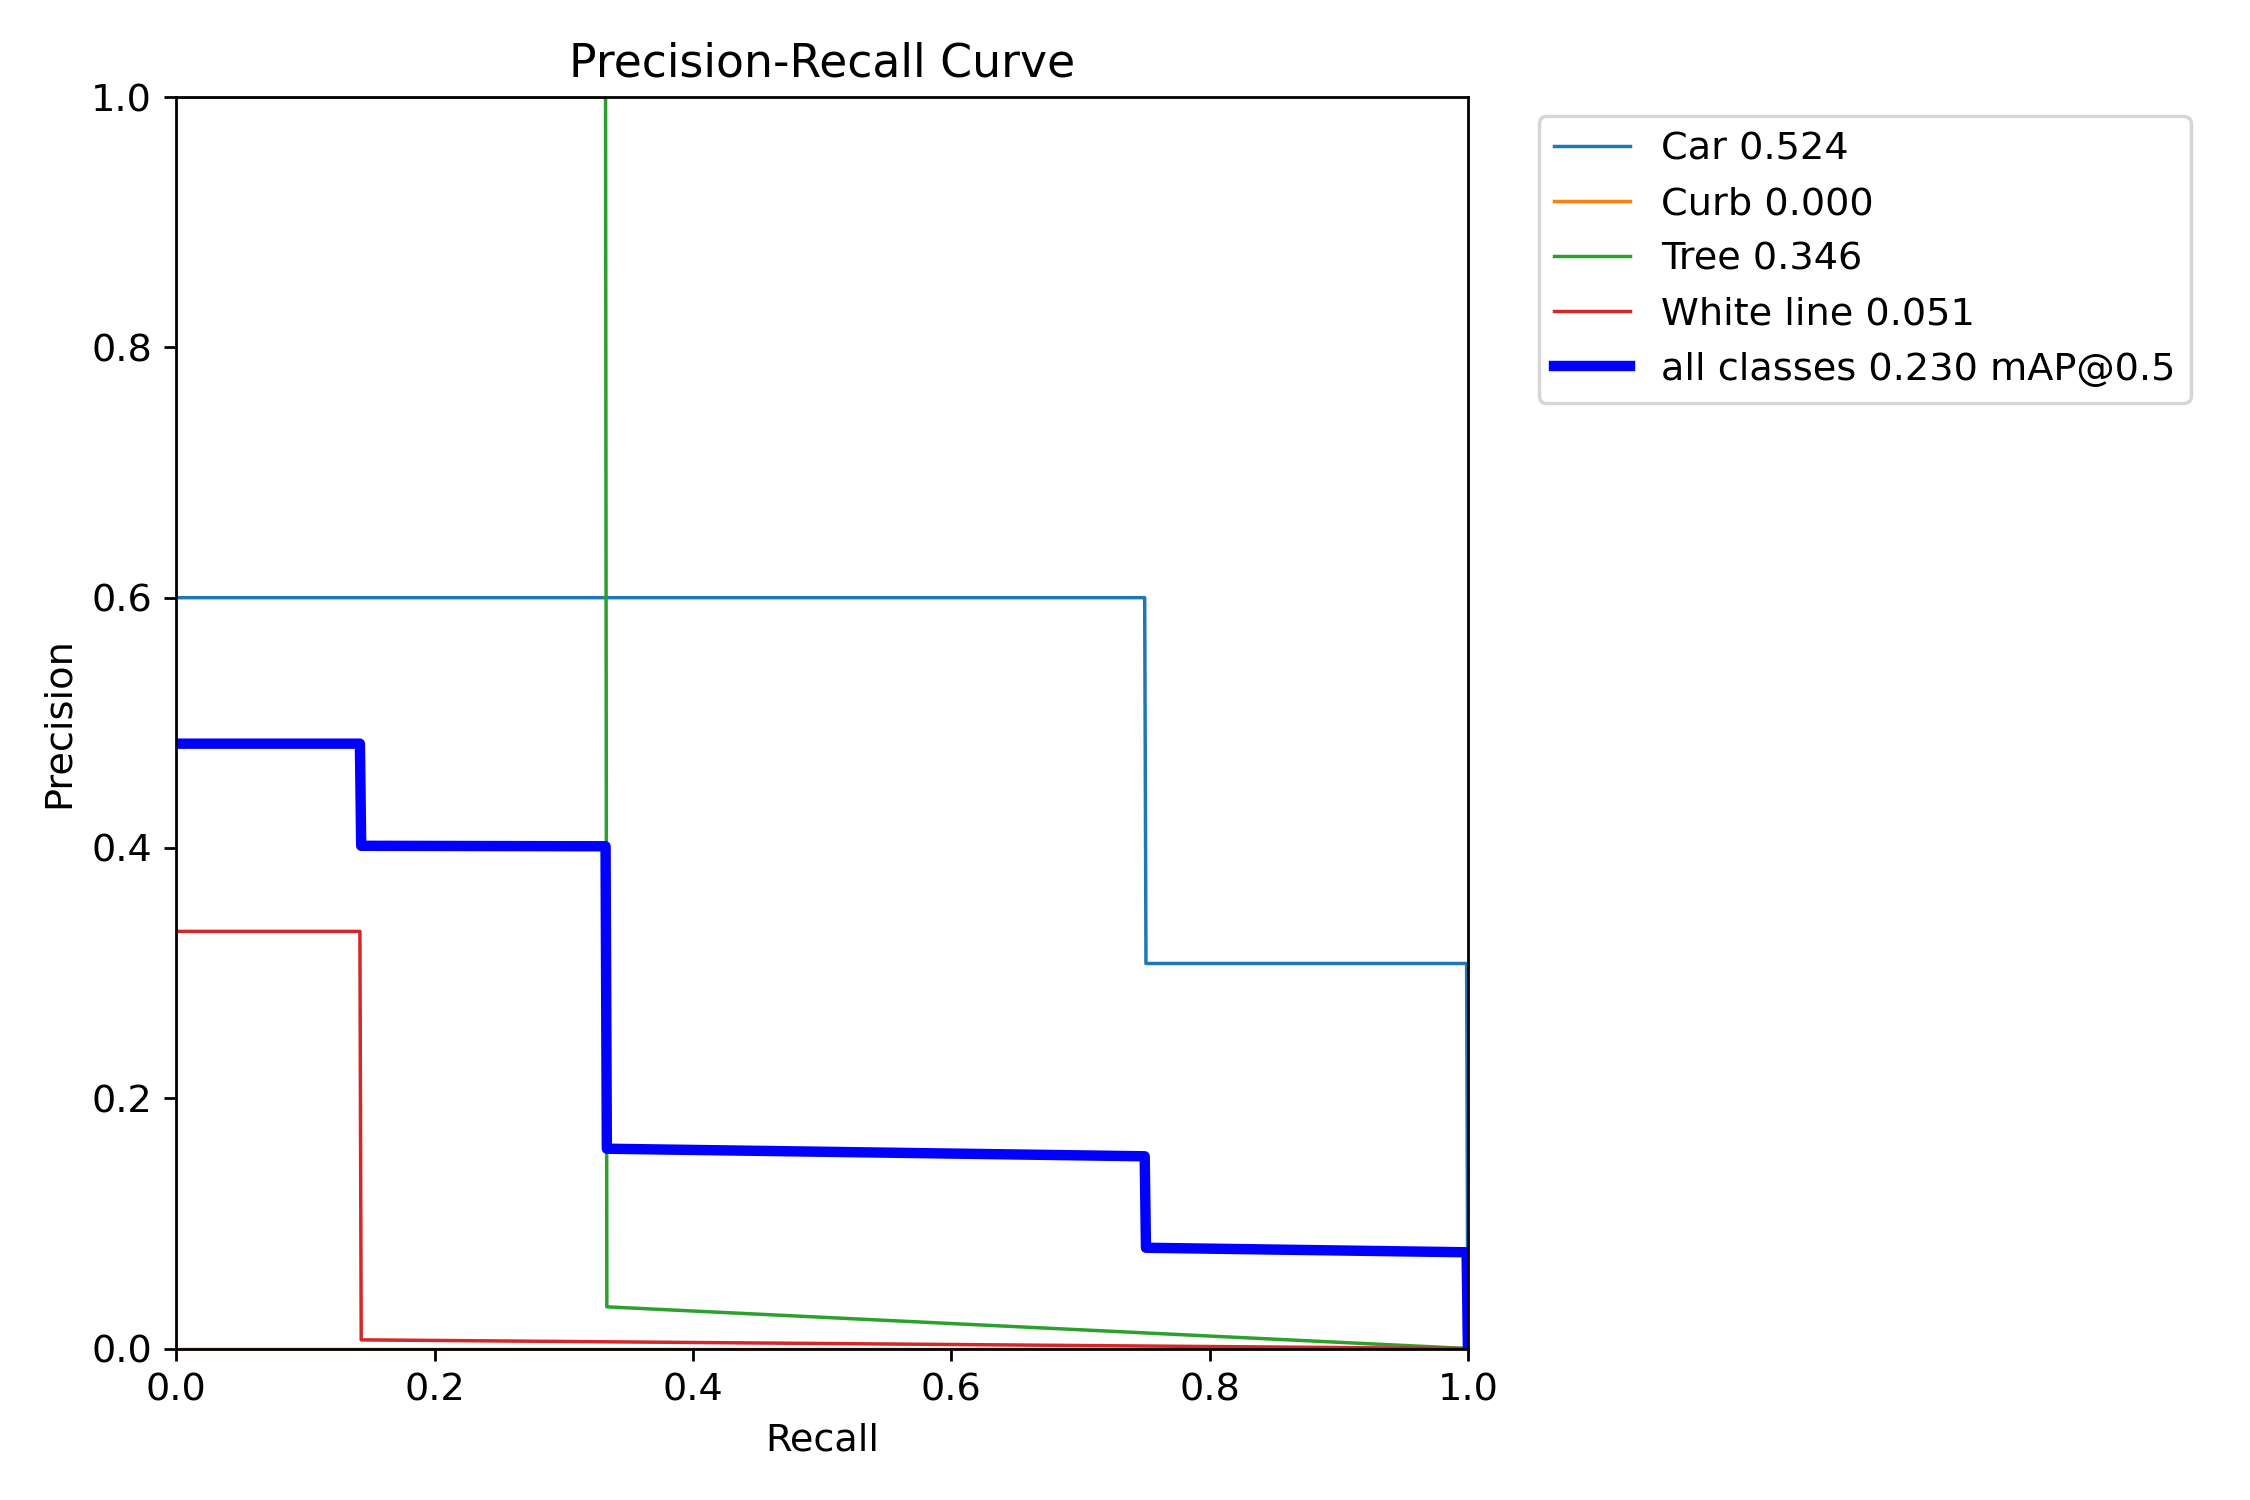 Precision-Recall Curve
1.0
0.8
0.6
0.4
0.2
0.0
Precision
0.0 0.2 0.4 0.6 0.8 1.0
Recall
Car 0.524
Curb 0.000
Tree 0.346
White line 0.051
all classes 0.230 mAP@0.5